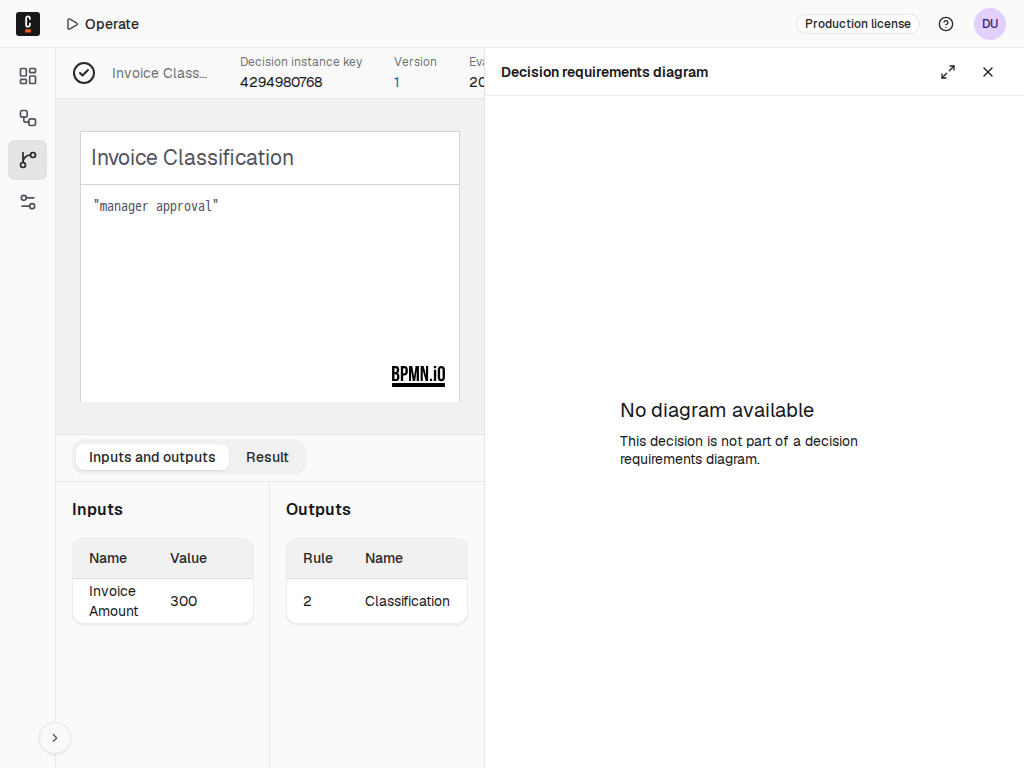 Operate
Production license
DU
Invoice Class...
Decision instance key
4294980768
Version
1
Decision requirements diagram
Invoice Classification
"manager approval"
BPMN.iO
Inputs and outputs
Result
Inputs
Name Value
Invoice Amount 300
Outputs
Rule Name
2 Classification
No diagram available
This decision is not part of a decision
requirements diagram.